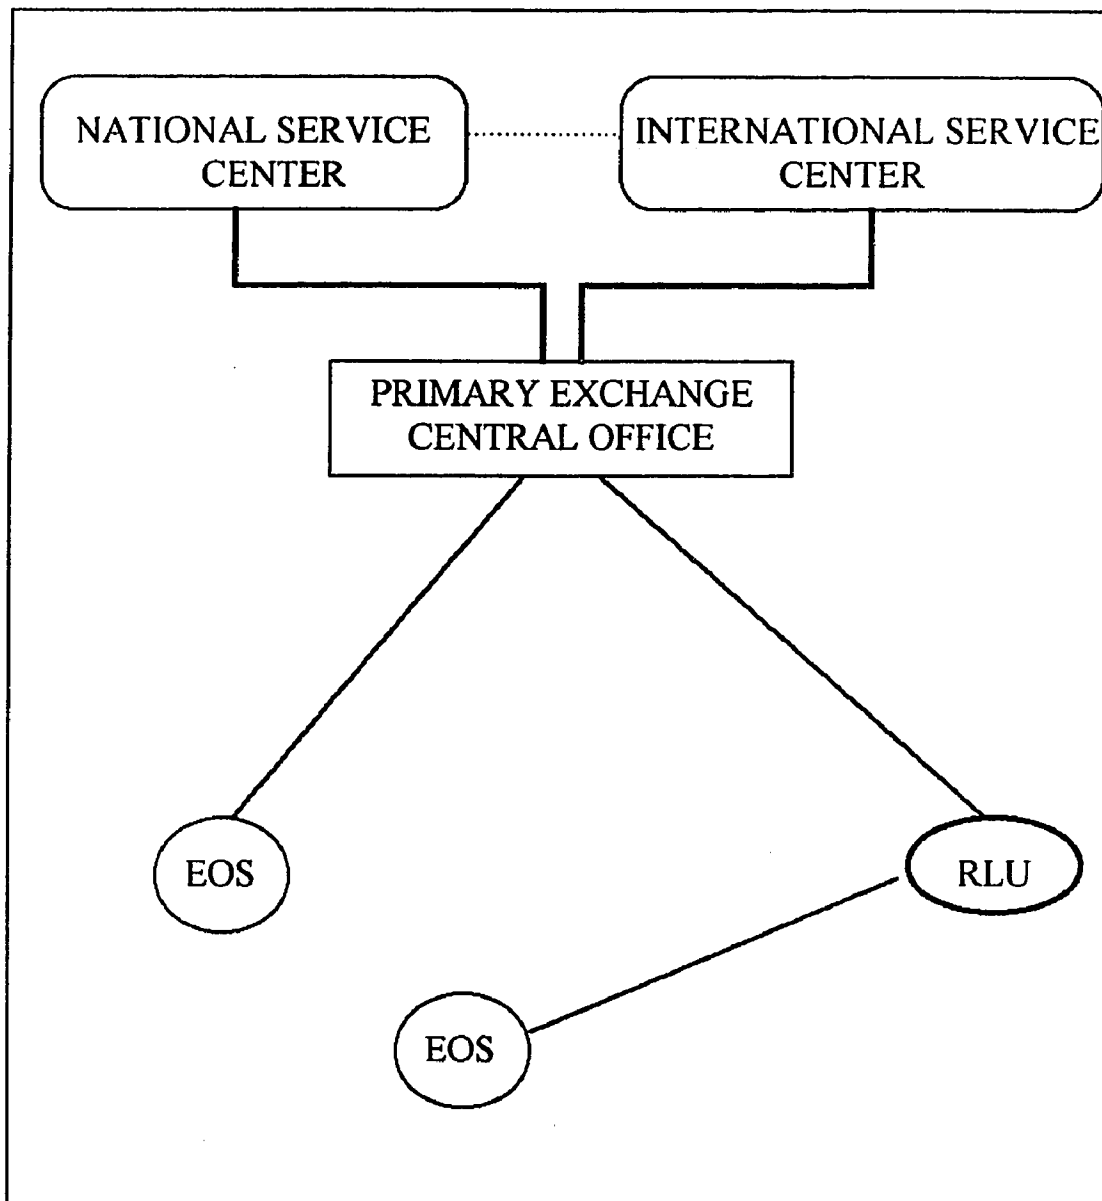 NATIONAL SERVICE
CENTER
INTERNATIONAL SERVICE
CENTER
PRIMARY EXCHANGE
CENTRAL OFFICE
EOS
RLU
EOS